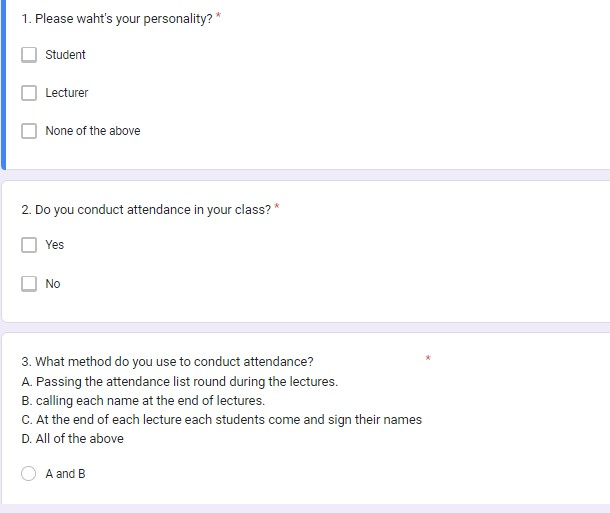 1. Please waht's your personality? *
Student
Lecturer
None of the above
2. Do you conduct attendance in your class? *
Yes
No
3. What method do you use to conduct attendance? *
A. Passing the attendance list round during the lectures.
B. calling each name at the end of lectures.
C. At the end of each lecture each students come and sign their names
D. All of the above
A and B